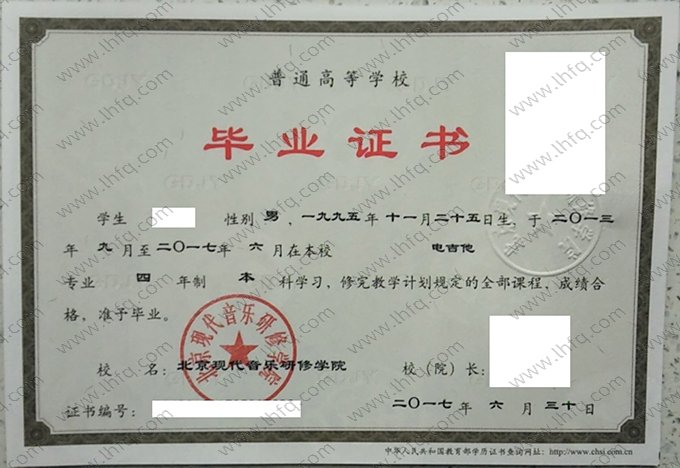 普通高等学校
毕业证书
学生 性别 男，一九九五年 十一月二十五日生，于 二〇一三
年 九 月至 二〇一七年 六 月在本校 电吉他
专业 四 年制 本 科学习，修完教学计划规定的全部课程，成绩合
格，准予毕业。
北京现代音乐研修学院
校 名：北京现代音乐研修学院 校（院）长：
证书编号： 二〇一七 年 六 月 三十 日
中华人民共和国教育部学历证书查询网址：http://www.chsi.com.cn
www.lhfq.com